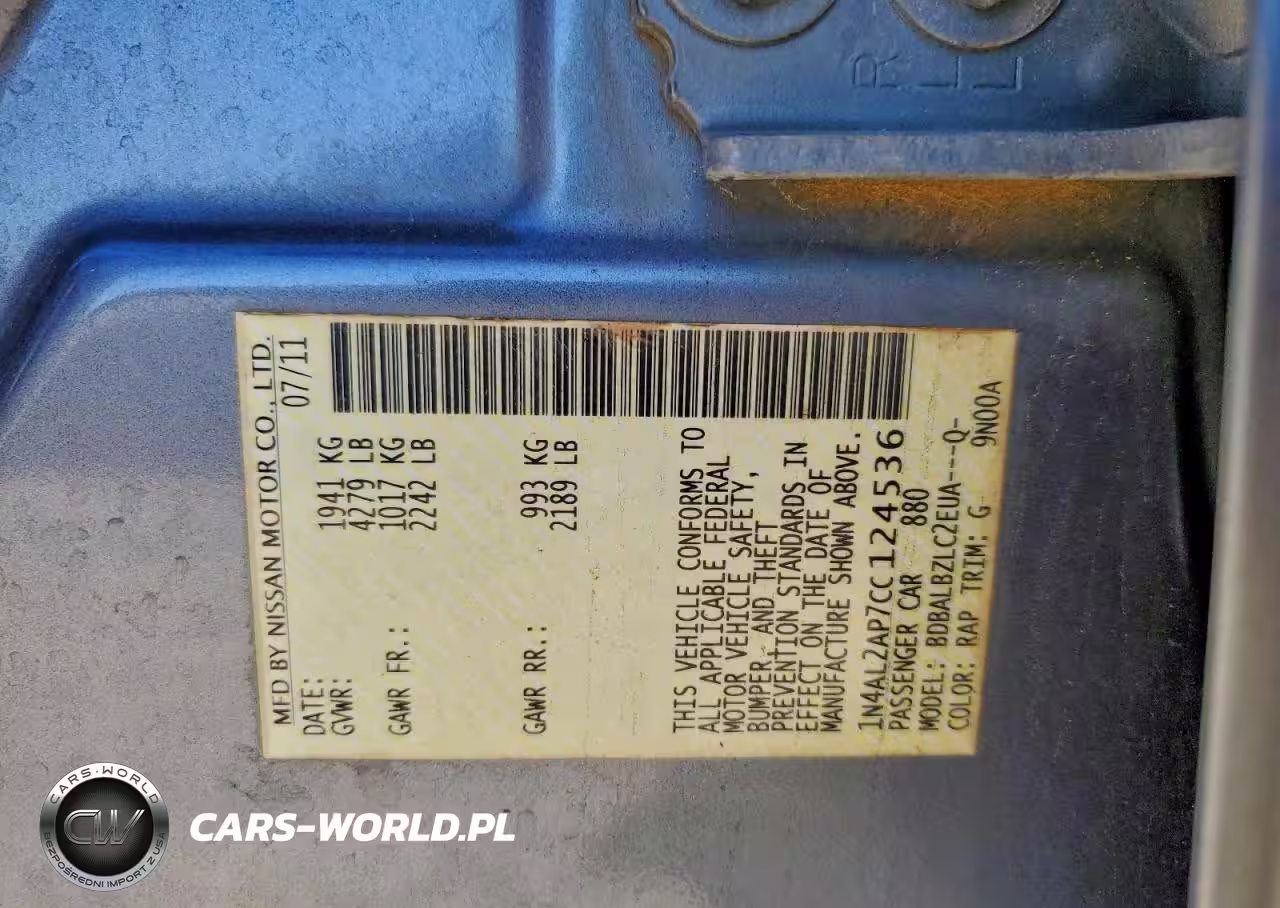 R
L L
MFD BY NISSAN MOTOR CO., LTD.
DATE: 07/11
GVWR: 1941 KG
4279 LB
GAWR FR.: 1017 KG
2242 LB
GAWR RR.: 993 KG
2189 LB
THIS VEHICLE CONFORMS TO
ALL APPLICABLE FEDERAL
MOTOR VEHICLE SAFETY,
BUMPER, AND THEFT
PREVENTION STANDARDS IN
EFFECT ON THE DATE OF
MANUFACTURE SHOWN ABOVE.
1N4AL2AP7CC124536
PASSENGER CAR 880
MODEL: BDBALBZLC2EUA---Q-
COLOR: RAP TRIM: G 9N00A
CARS-WORLD
CW
BEZPOŚREDNI IMPORT Z USA
CARS-WORLD.PL